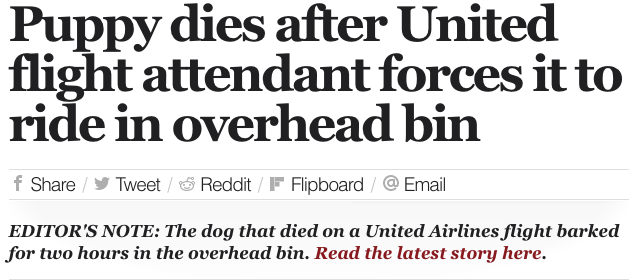 Puppy dies after United
flight attendant forces it to
ride in overhead bin
Share / Tweet / Reddit / Flipboard / @ Email
EDITOR'S NOTE: The dog that died on a United Airlines flight barked
for two hours in the overhead bin. Read the latest story here.